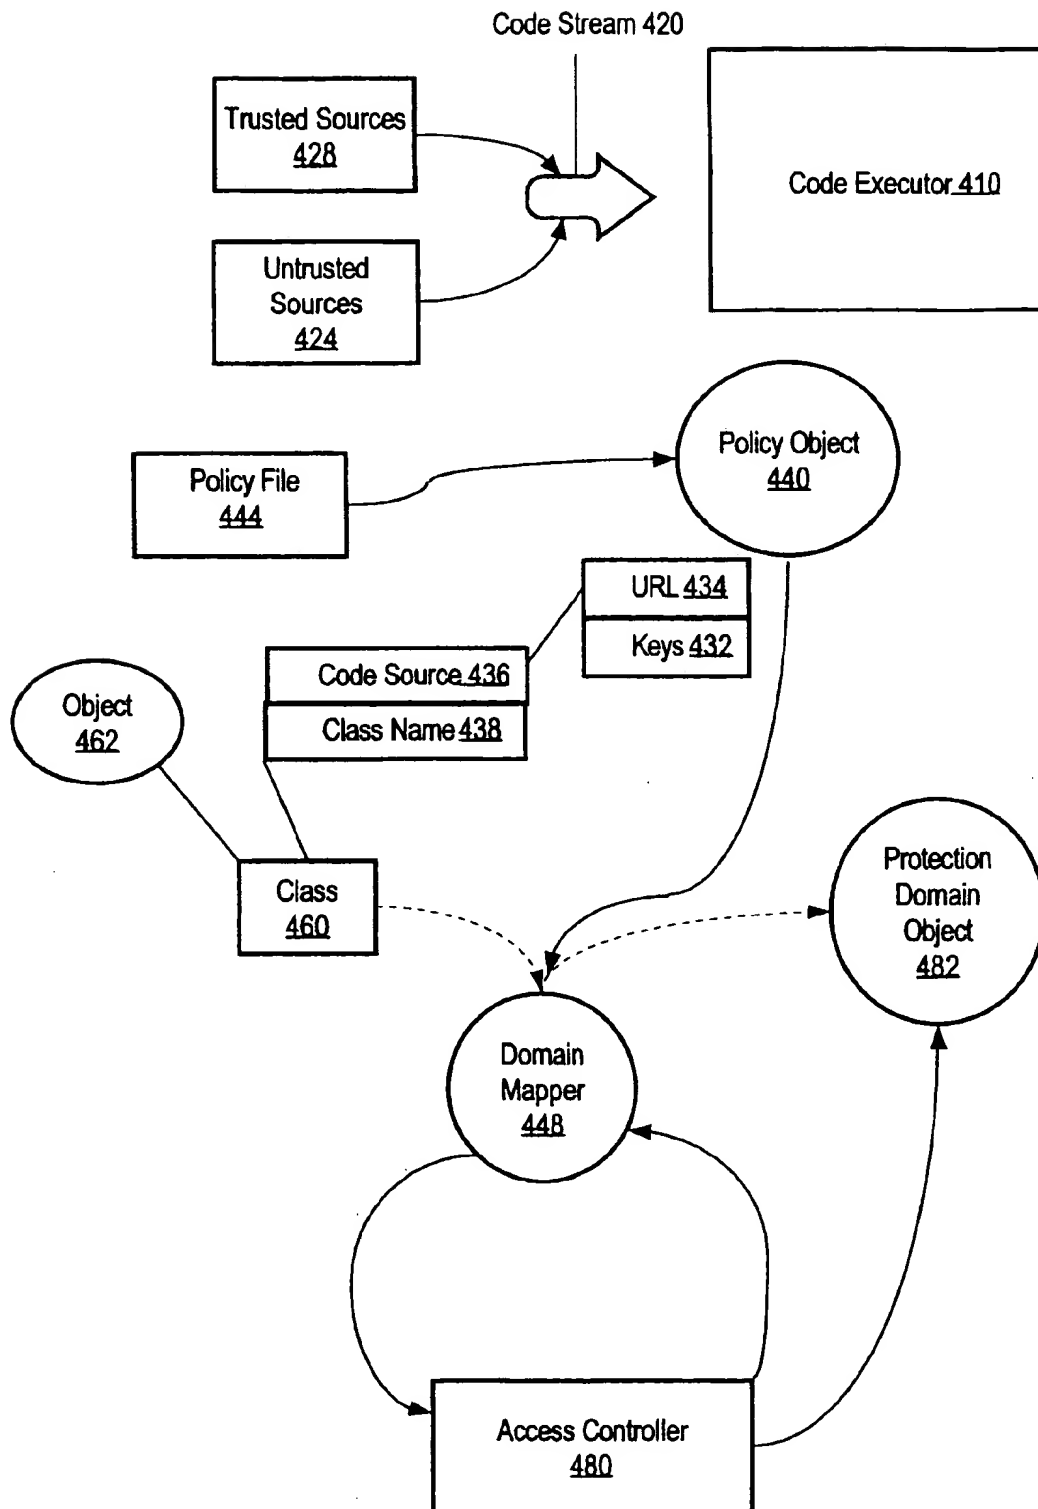 Code Stream 420
Trusted Sources
428
Code Executor 410
Untrusted
Sources
424
Policy Object
440
Policy File
444
URL 434
Keys 432
Code Source 436
Class Name 438
Object
462
Class
460
Protection
Domain
Object
482
Domain
Mapper
448
Access Controller
480